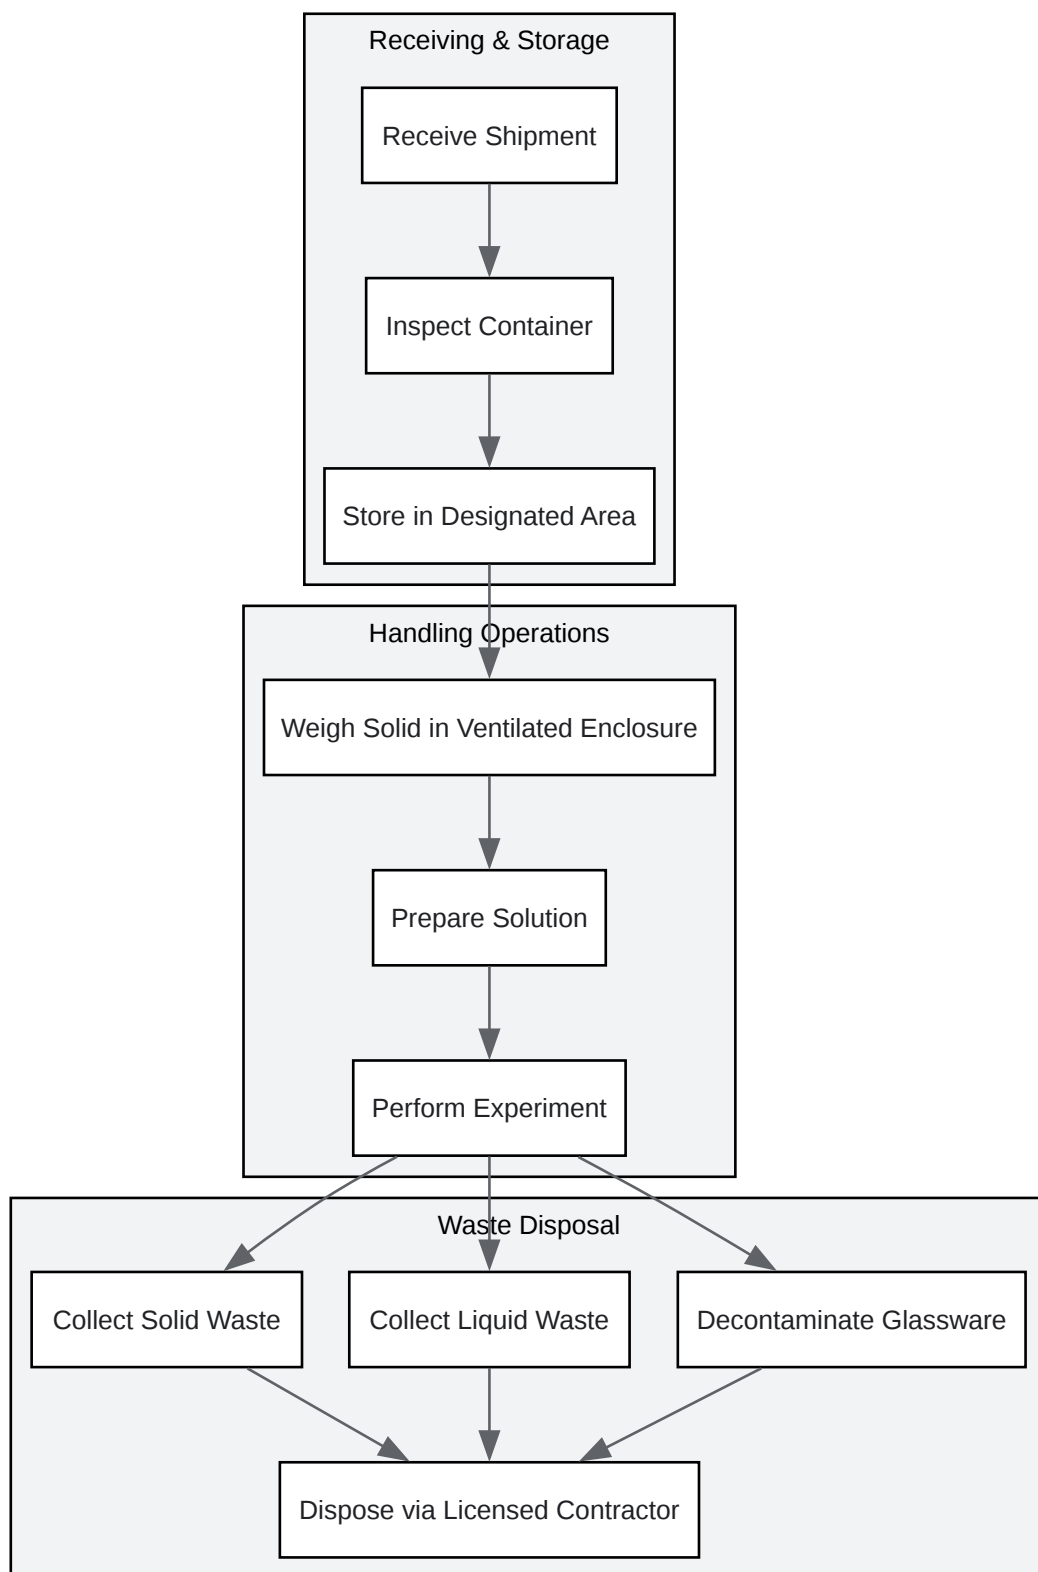 Receiving & Storage
Receive Shipment
Inspect Container
Store in Designated Area
Handling Operations
Weigh Solid in Ventilated Enclosure
Prepare Solution
Perform Experiment
Waste Disposal
Collect Solid Waste
Collect Liquid Waste
Decontaminate Glassware
Dispose via Licensed Contractor